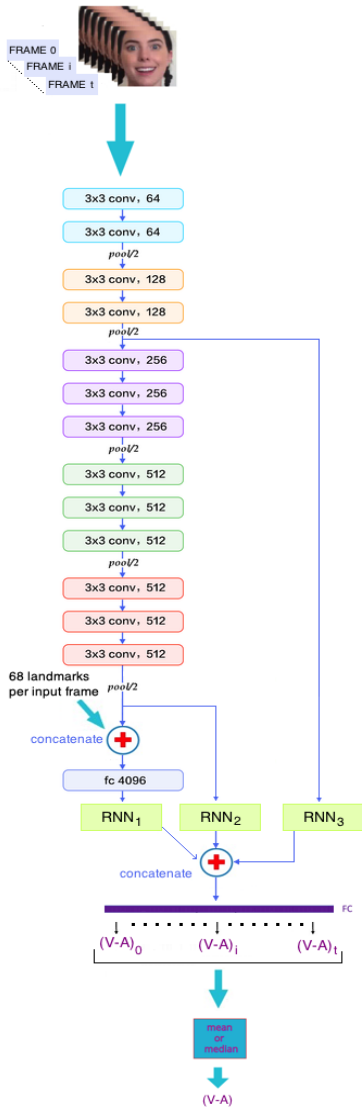 FRAME 0
FRAME i
FRAME t
3x3 conv, 64
3x3 conv, 64
pool/2
3x3 conv, 128
3x3 conv, 128
pool/2
3x3 conv, 256
3x3 conv, 256
3x3 conv, 256
pool/2
3x3 conv, 512
3x3 conv, 512
3x3 conv, 512
pool/2
3x3 conv, 512
3x3 conv, 512
3x3 conv, 512
68 landmarks
per input frame
pool/2
concatenate
fc 4096
RNN₁ RNN₂ RNN₃
concatenate
FC
(V-A)₀ (V-A)ᵢ (V-A)ₜ
mean
or
median
(V-A)